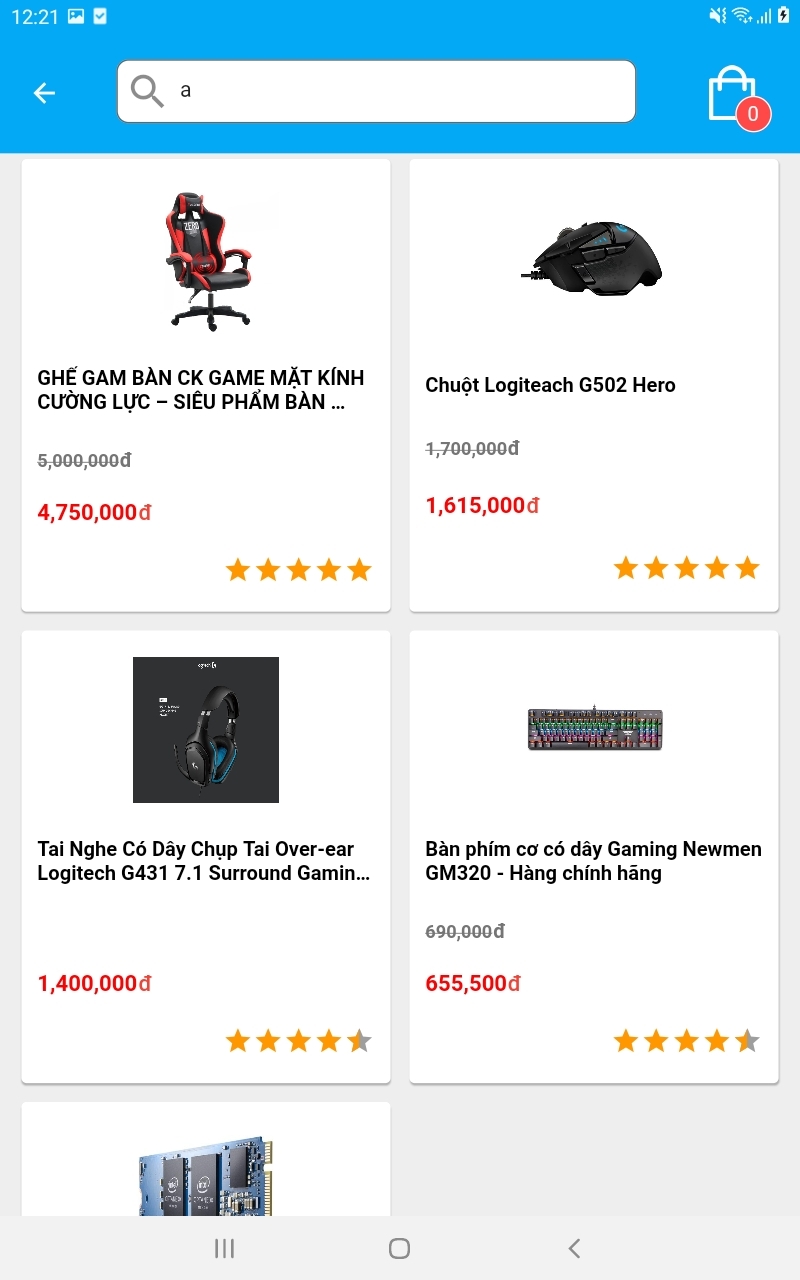 12:21
a
0
ZERO
GHẾ GAM BÀN CK GAME MẶT KÍNH
CƯỜNG LỰC – SIÊU PHẨM BÀN …
5,000,000đ
4,750,000đ
Chuột Logiteach G502 Hero
1,700,000đ
1,615,000đ
Tai Nghe Có Dây Chụp Tai Over-ear
Logitech G431 7.1 Surround Gamin…
1,400,000đ
Bàn phím cơ có dây Gaming Newmen
GM320 - Hàng chính hãng
690,000đ
655,500đ